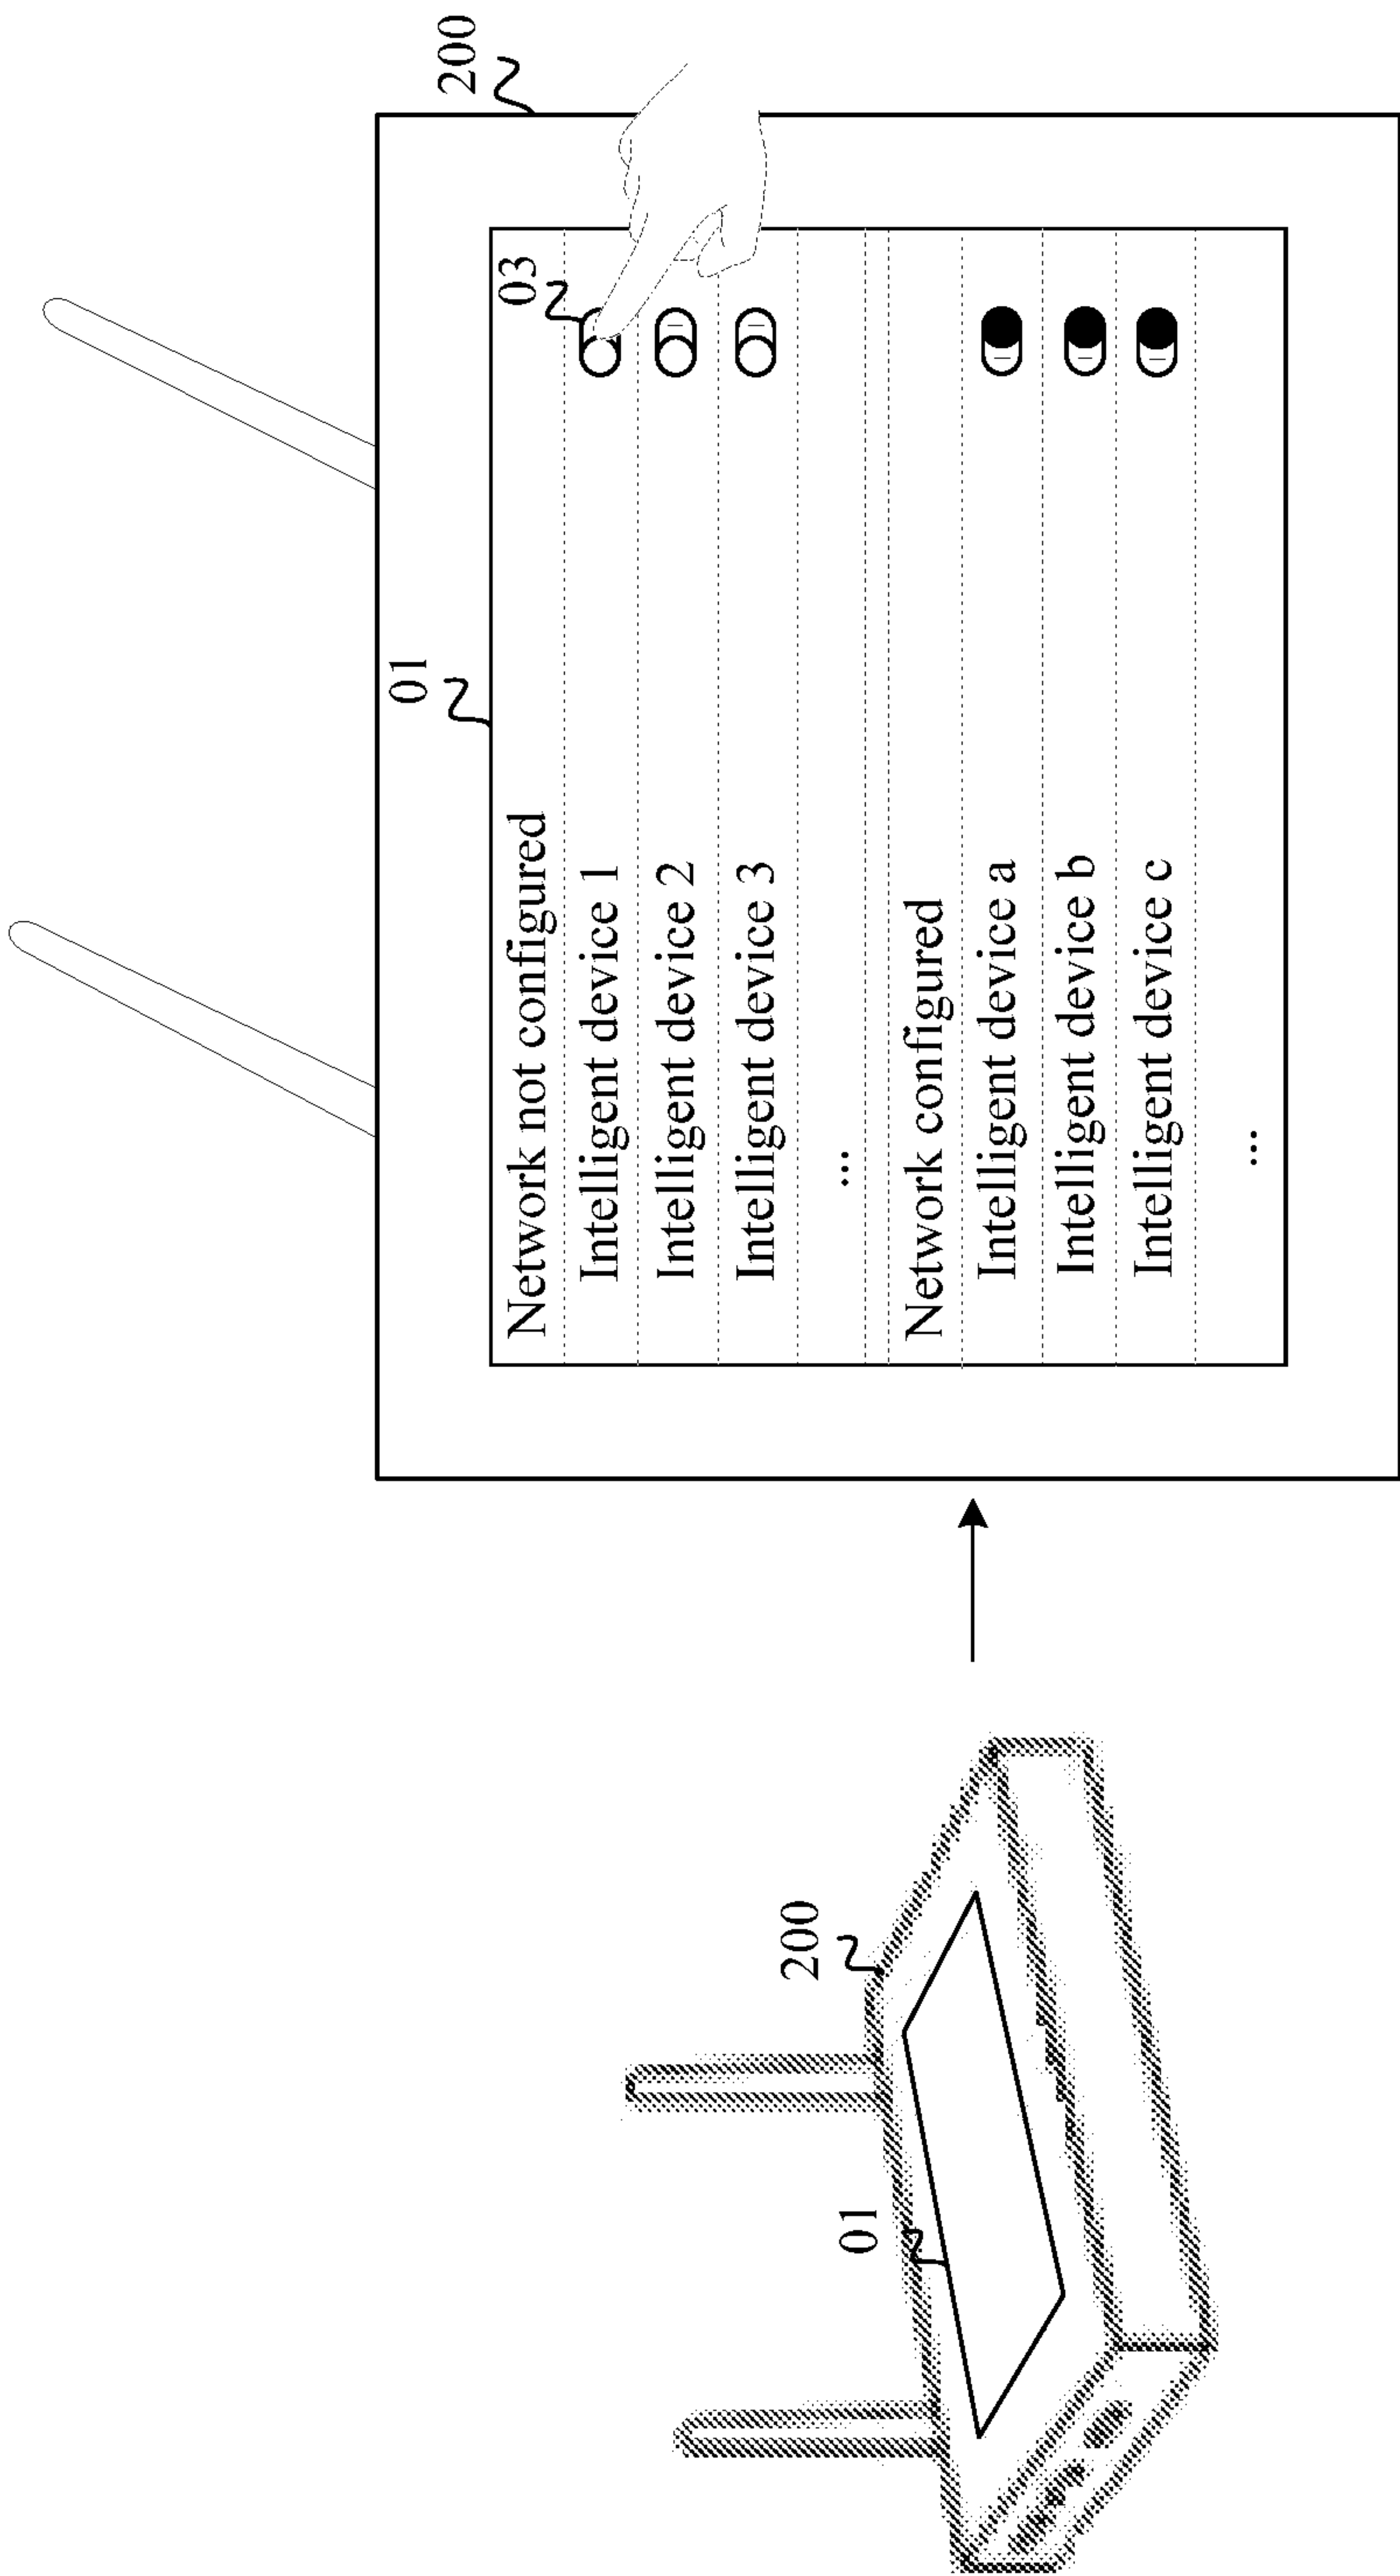 200
01
01
200
03
Network not configured
Intelligent device 1
Intelligent device 2
Intelligent device 3
...
Network configured
Intelligent device a
Intelligent device b
Intelligent device c
...